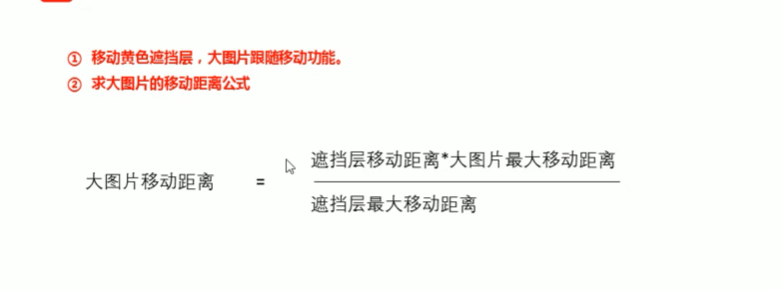 ① 移动黄色遮挡层，大图片跟随移动功能。
② 求大图片的移动距离公式
遮挡层移动距离*大图片最大移动距离
大图片移动距离 =
遮挡层最大移动距离